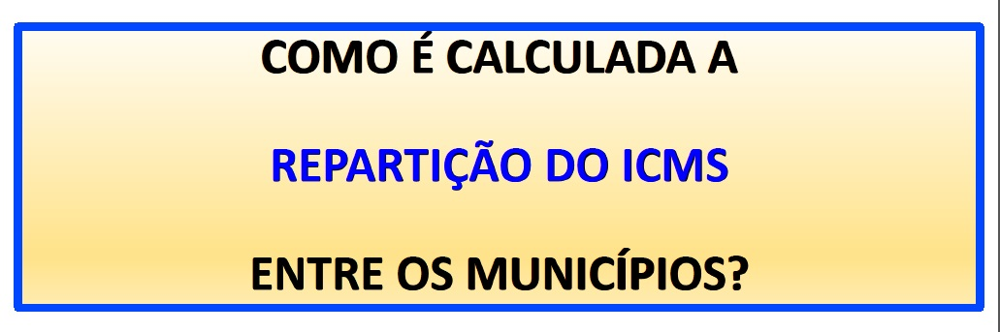 COMO É CALCULADA A
REPARTIÇÃO DO ICMS
ENTRE OS MUNICÍPIOS?